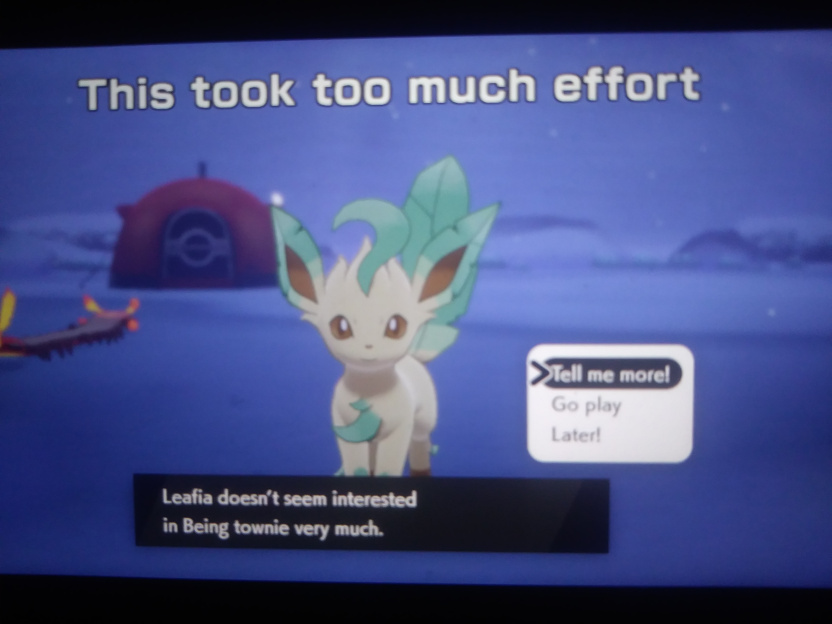 This took too much effort
Tell me more!
Go play
Later!
Leafia doesn't seem interested
in Being townie very much.